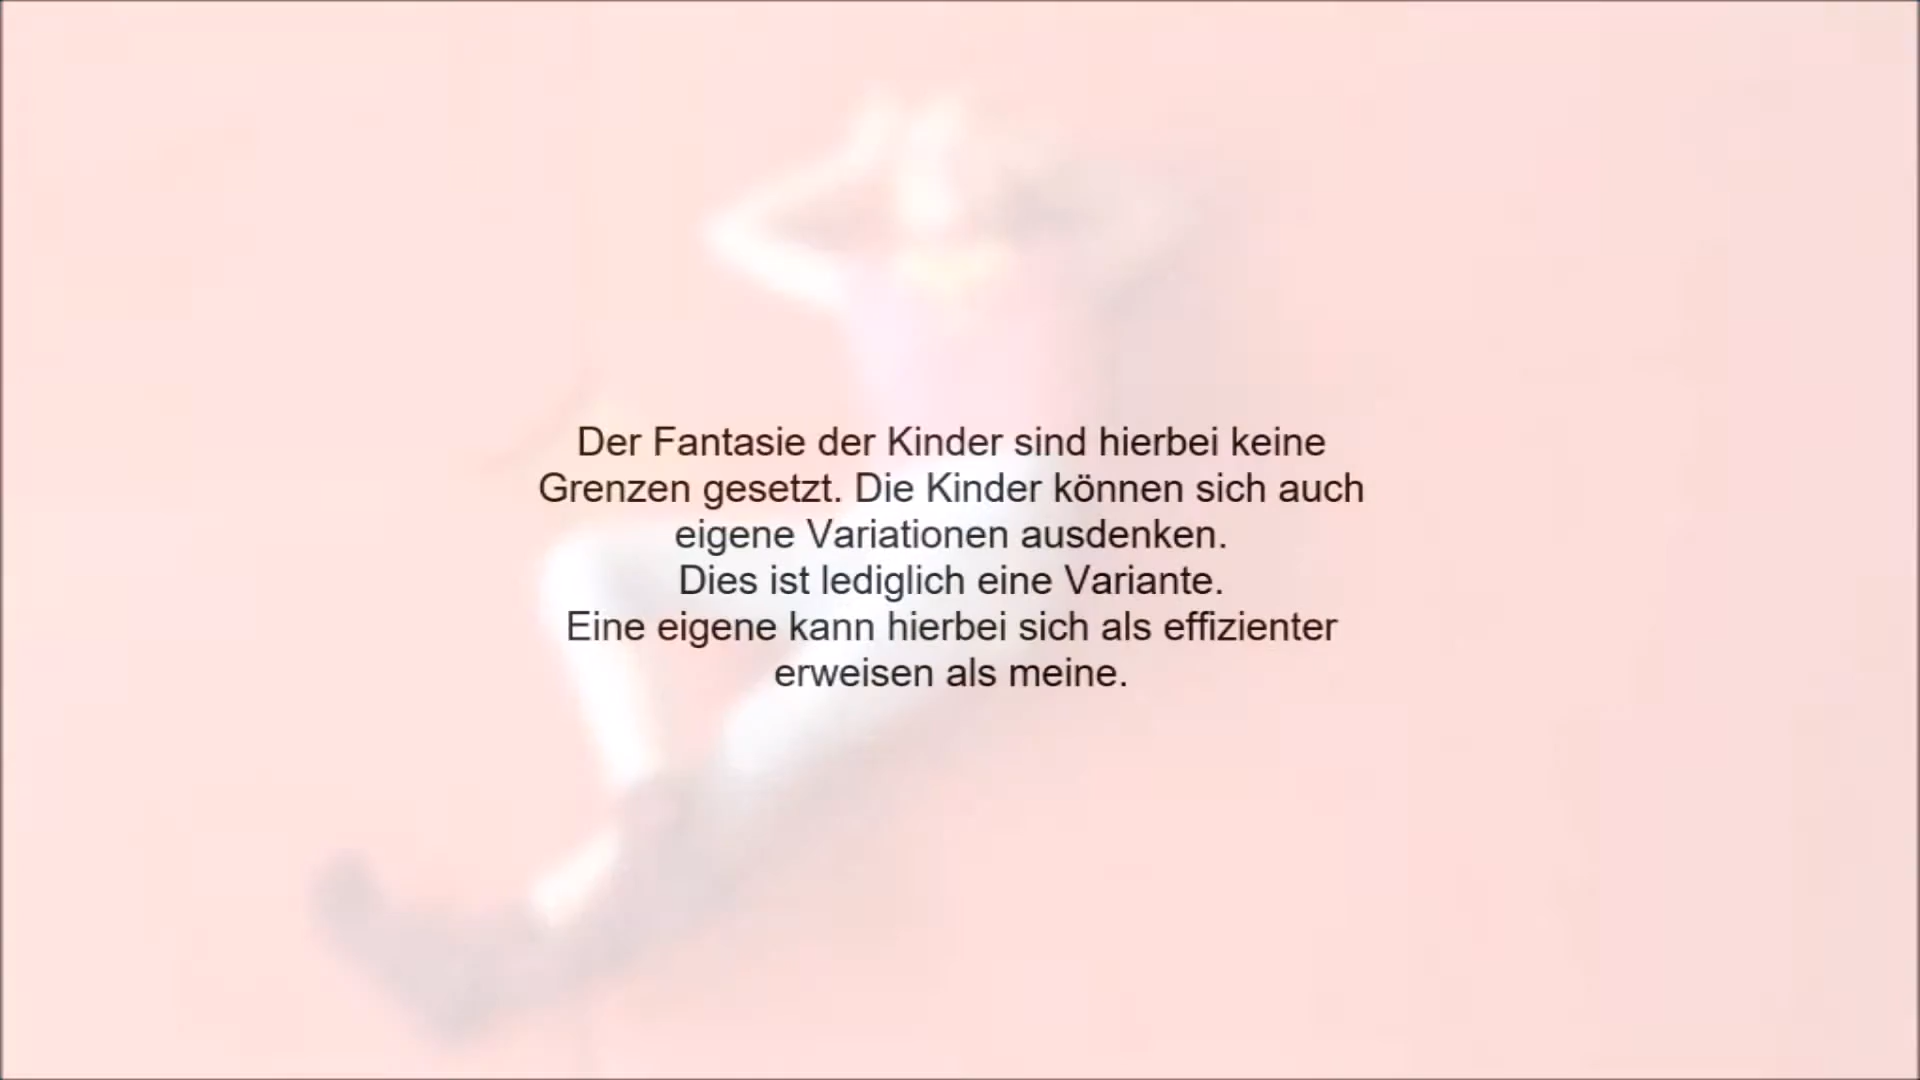 Der Fantasie der Kinder sind hierbei keine
Grenzen gesetzt. Die Kinder können sich auch
eigene Variationen ausdenken.
Dies ist lediglich eine Variante.
Eine eigene kann hierbei sich als effizienter
erweisen als meine.